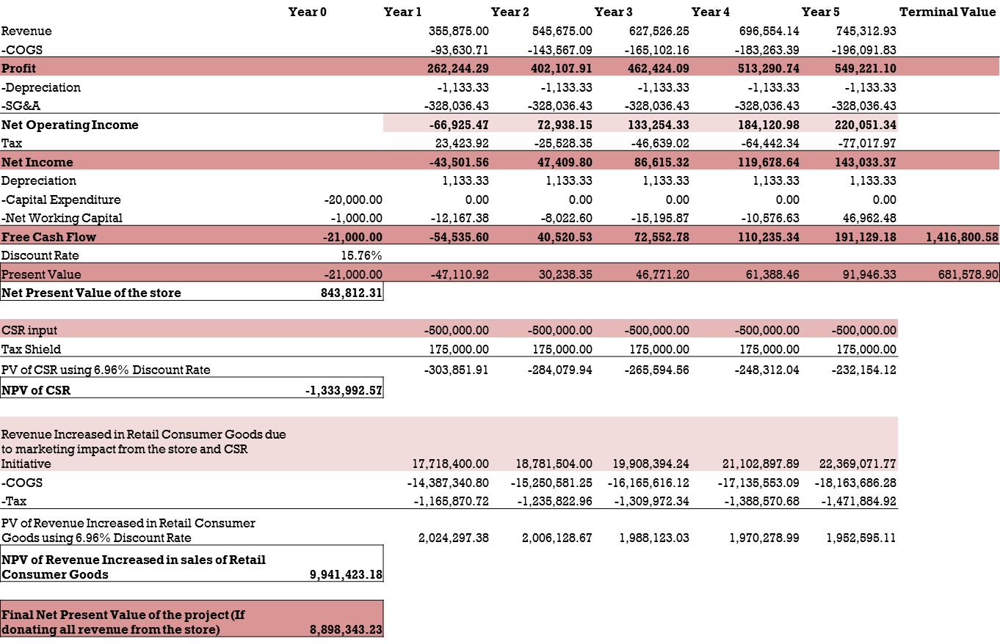 Year 0 Year 1 Year 2 Year 3 Year 4 Year 5 Terminal Value
Revenue 355,875.00 545,675.00 627,526.25 696,554.14 745,312.93
-COGS -93,630.71 -143,567.09 -165,102.16 -183,263.39 -196,091.83
Profit 262,244.29 402,107.91 462,424.09 513,290.74 549,221.10
-Depreciation -1,133.33 -1,133.33 -1,133.33 -1,133.33 -1,133.33
-SG&A -328,036.43 -328,036.43 -328,036.43 -328,036.43 -328,036.43
Net Operating Income -66,925.47 72,938.15 133,254.33 184,120.98 220,051.34
Tax 23,423.92 -25,528.35 -46,639.02 -64,442.34 -77,017.97
Net Income -43,501.56 47,409.80 86,615.32 119,678.64 143,033.37
Depreciation 1,133.33 1,133.33 1,133.33 1,133.33 1,133.33
-Capital Expenditure -20,000.00 0.00 0.00 0.00 0.00 0.00
-Net Working Capital -1,000.00 -12,167.38 -8,022.60 -15,195.87 -10,576.63 46,962.48
Free Cash Flow -21,000.00 -54,535.60 40,520.53 72,552.78 110,235.34 191,129.18 1,416,800.58
Discount Rate 15.76%
Present Value -21,000.00 -47,110.92 30,238.35 46,771.20 61,388.46 91,946.33 681,578.90
Net Present Value of the store 843,812.31
CSR input -500,000.00 -500,000.00 -500,000.00 -500,000.00 -500,000.00
Tax Shield 175,000.00 175,000.00 175,000.00 175,000.00 175,000.00
PV of CSR using 6.96% Discount Rate -303,851.91 -284,079.94 -265,594.56 -248,312.04 -232,154.12
NPV of CSR -1,333,992.57
Revenue Increased in Retail Consumer Goods due
to marketing impact from the store and CSR
Initiative 17,718,400.00 18,781,504.00 19,908,394.24 21,102,897.89 22,369,071.77
-COGS -14,387,340.80 -15,250,581.25 -16,165,616.12 -17,135,553.09 -18,163,686.28
-Tax -1,165,870.72 -1,235,822.96 -1,309,972.34 -1,388,570.68 -1,471,884.92
PV of Revenue Increased in Retail Consumer
Goods using 6.96% Discount Rate 2,024,297.38 2,006,128.67 1,988,123.03 1,970,278.99 1,952,595.11
NPV of Revenue Increased in sales of Retail
Consumer Goods 9,941,423.18
Final Net Present Value of the project (If
donating all revenue from the store) 8,898,343.23